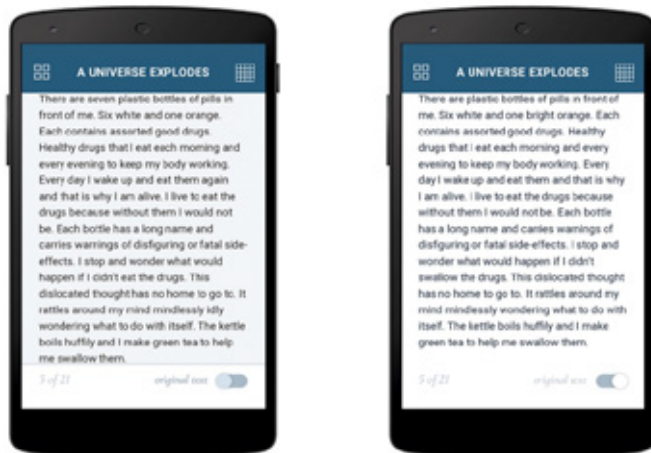 A UNIVERSE EXPLODES
There are seven plastic bottles of pills in
front of me. Six white and one orange.
Each contains assorted good drugs.
Healthy drugs that I eat each morning and
every evening to keep my body working.
Every day I wake up and eat them again
and that is why I am alive. I live to eat the
drugs because without them I would not
be. Each bottle has a long name and
carries warnings of disfiguring or fatal side-
effects. I stop and wonder what would
happen if I didn't eat the drugs. This
dislocated thought has no home to go to. It
rattles around my mind mindlessly idly
wondering what to do with itself. The kettle
boils huffily and I make green tea to help
me swallow them.
5 of 21
original text
A UNIVERSE EXPLODES
There are plastic bottles of pills in front of
me. Six white and one bright orange. Each
contains assorted good drugs. Healthy
drugs that I eat each morning and every
evening to keep my body working. Every
day I wake up and eat them and that is why
I am alive. I live to eat the drugs because
without them I would not be. Each bottle
has a long name and carries warnings of
disfiguring or fatal side-effects. I stop and
wonder what would happen if I didn't
swallow the drugs. This dislocated thought
has no home to go to. It rattles around my
mind mindlessly wondering what to do with
itself. The kettle boils huffily and I make
green tea to help me swallow them.
5 of 21
original text